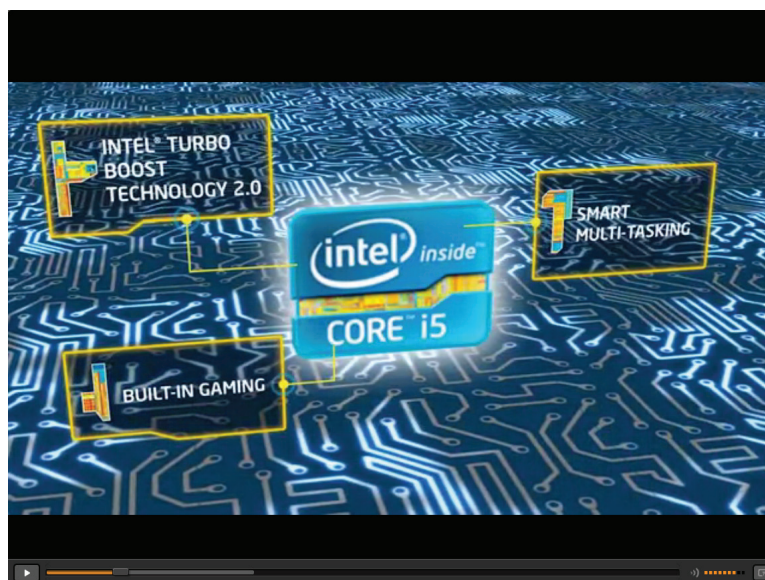 INTEL® TURBO
BOOST
TECHNOLOGY 2.0
SMART
MULTI-TASKING
intel® inside™
CORE™ i5
BUILT-IN GAMING